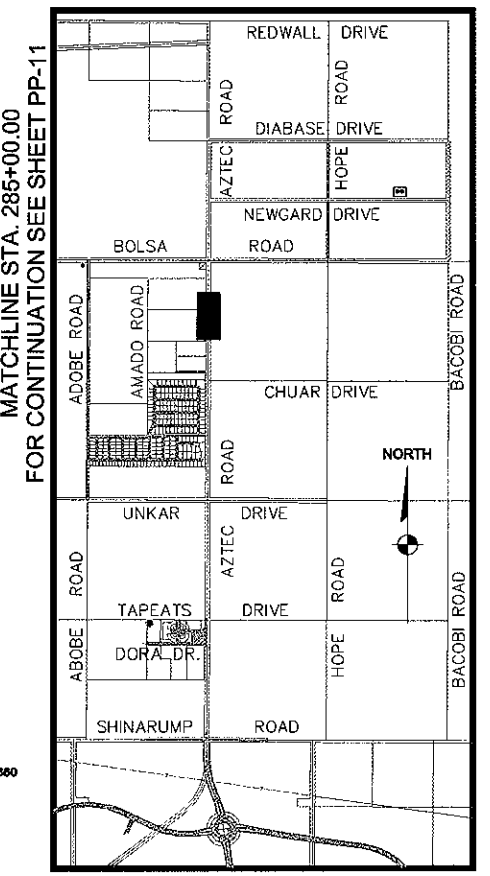 MATCHLINE STA. 285+00.00
FOR CONTINUATION SEE SHEET PP-11
REDWALL DRIVE
ROAD
ROAD
DIABASE DRIVE
AZTEC
HOPE
NEWGARD DRIVE
BOLSA ROAD
ADOBE ROAD
AMADO ROAD
BACOBI ROAD
CHUAR DRIVE
ROAD
NORTH
UNKAR DRIVE
AZTEC
ROAD
ROAD
TAPEATS DRIVE
ABOBE
DORA DR.
HOPE
BACOBI ROAD
SHINARUMP ROAD